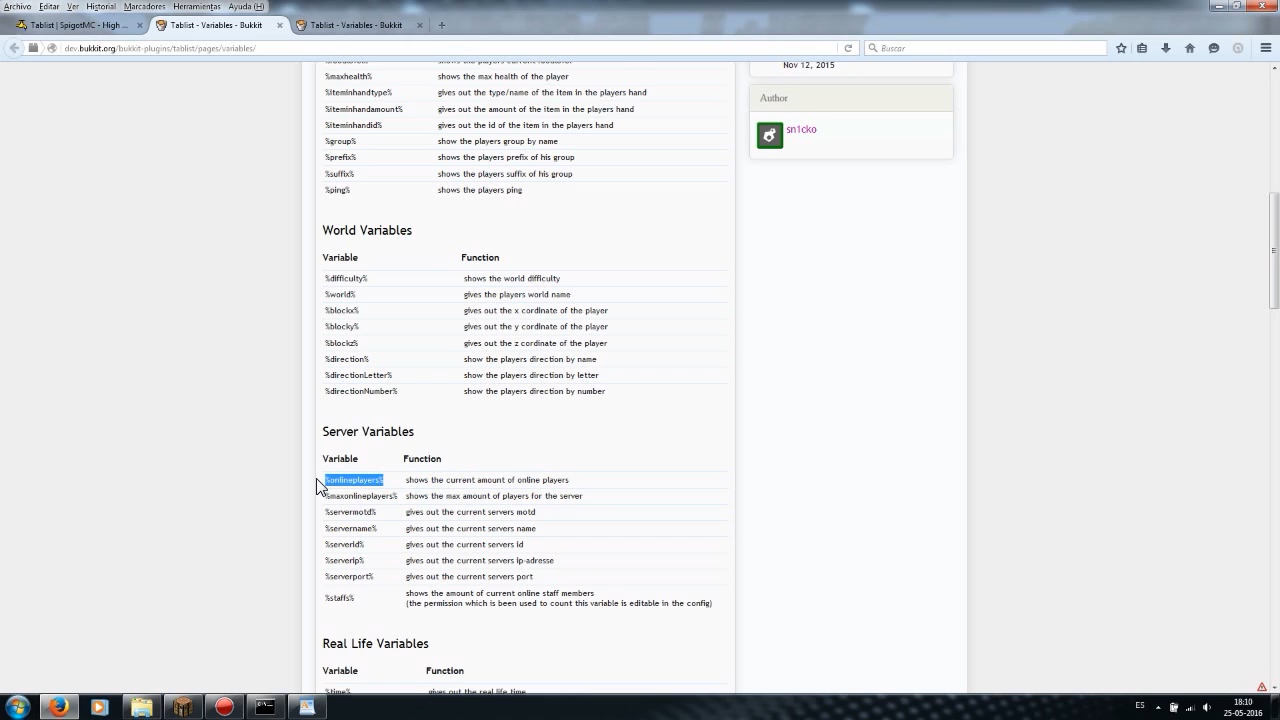 Archivo Editar Ver Historial Marcadores Herramientas Ayuda
Tablist | SpigotMC - High ... × Tablist - Variables - Bukkit × Tablist - Variables - Bukkit × +
dev.bukkit.org/bukkit-plugins/tablist/pages/variables/ Buscar
Nov 12, 2015
%maxhealth% shows the max health of the player
%iteminhandtype% gives out the type/name of the item in the players hand
%iteminhandamount% gives out the amount of the item in the players hand
%iteminhandid% gives out the id of the item in the players hand
%group% show the players group by name
%prefix% shows the players prefix of his group
%suffix% shows the players suffix of his group
%ping% shows the players ping
Author
sn1cko
World Variables
Variable Function
%difficulty% shows the world difficulty
%world% gives the players world name
%blockx% gives out the x cordinate of the player
%blocky% gives out the y cordinate of the player
%blockz% gives out the z cordinate of the player
%direction% show the players direction by name
%directionLetter% show the players direction by letter
%directionNumber% show the players direction by number
Server Variables
Variable Function
%onlineplayers% shows the current amount of online players
%maxonlineplayers% shows the max amount of players for the server
%servermotd% gives out the current servers motd
%servername% gives out the current servers name
%serverid% gives out the current servers id
%serverip% gives out the current servers ip-adresse
%serverport% gives out the current servers port
%staffs% shows the amount of current online staff members
(the permission which is been used to count this variable is editable in the config)
Real Life Variables
Variable Function
%time% gives out the real life time
ES 18:10
25-05-2016